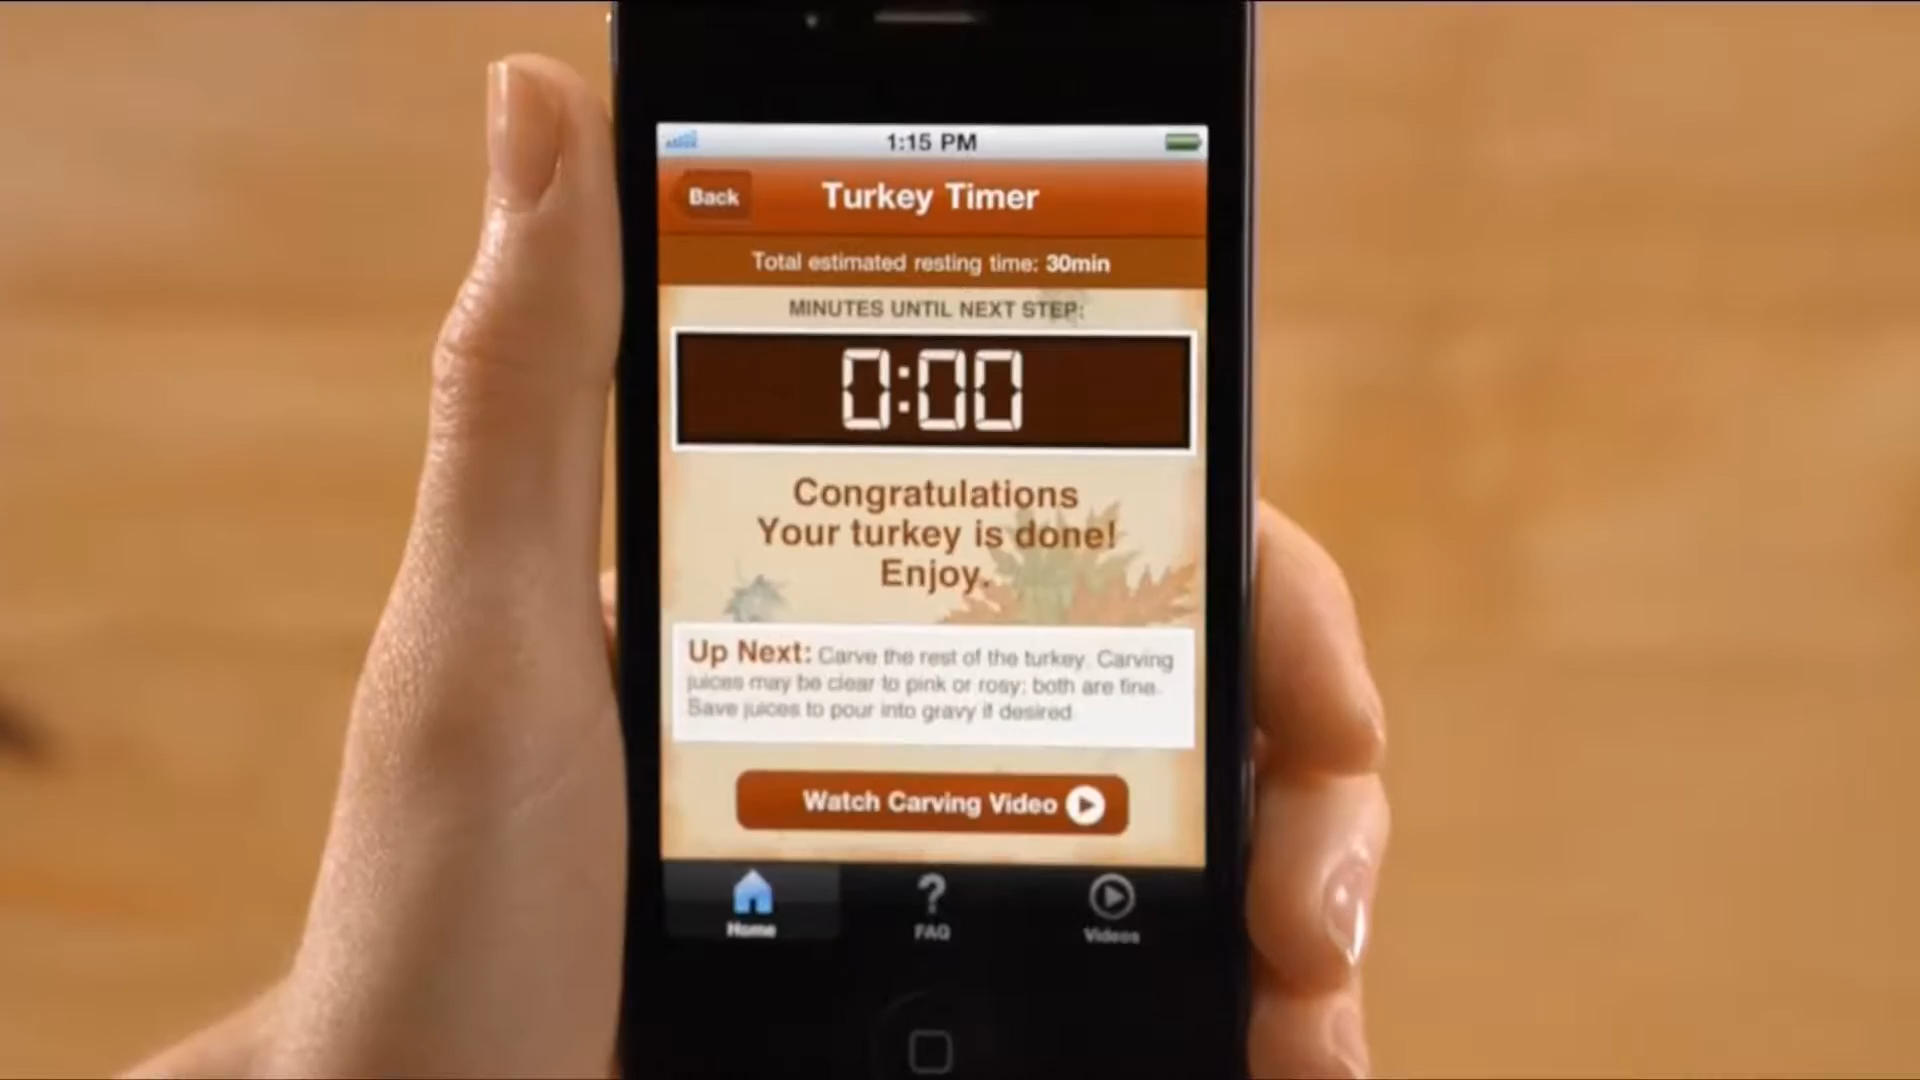 1:15 PM
Back
Turkey Timer
Total estimated resting time: 30min
MINUTES UNTIL NEXT STEP:
0:00
Congratulations
Your turkey is done!
Enjoy.
Up Next: Carve the rest of the turkey. Carving
juices may be clear to pink or rosy; both are fine.
Save juices to pour into gravy if desired.
Watch Carving Video
Home
FAQ
Videos